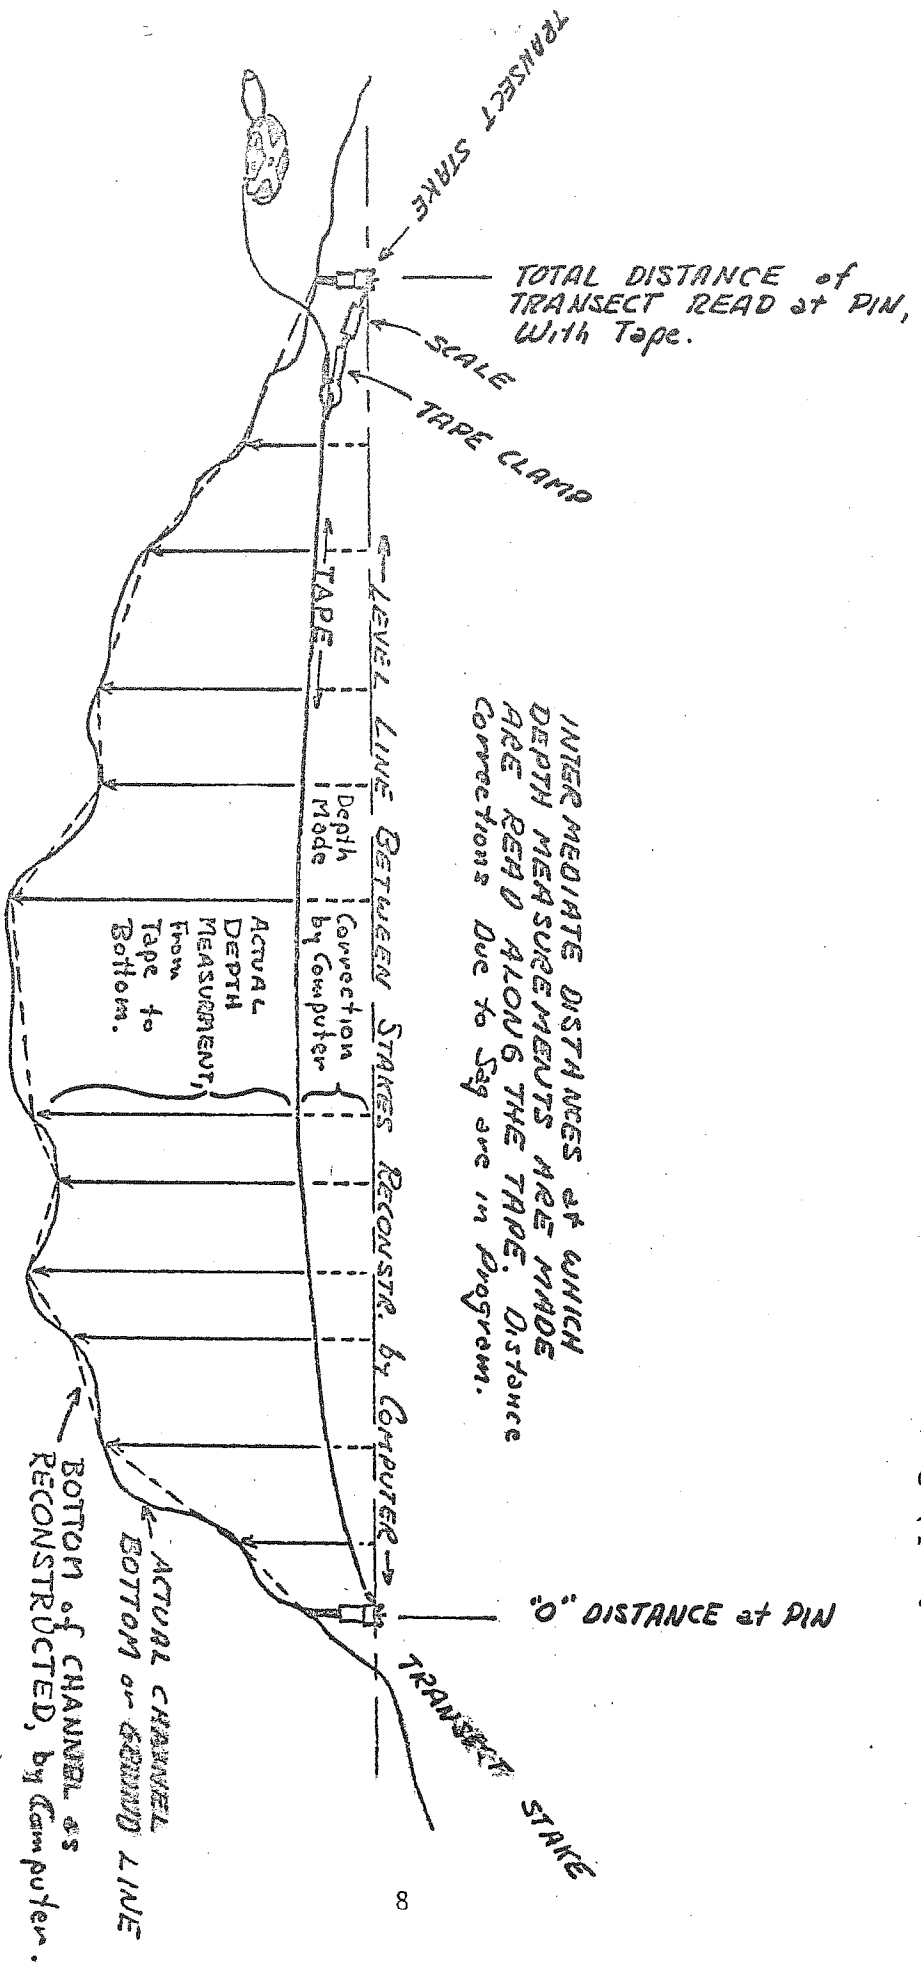 TRANSECT STAKE
TOTAL DISTANCE of
TRANSECT READ at PIN,
With Tape.
SCALE
TAPE CLAMP
INTERMEDIATE DISTANCES at WHICH
DEPTH MEASUREMENTS ARE MADE
ARE READ ALONG THE TAPE. Distance
Corrections Due to Sag are in Program.
←LEVEL LINE BETWEEN STAKES RECONSTR. by COMPUTER→
←TAPE→
Depth
Made
Correction
by Computer
ACTUAL
DEPTH
MEASURMENT,
From
Tape to
Bottom.
"O" DISTANCE at PIN
TRANSECT STAKE
ACTUAL CHANNEL
BOTTOM or GROUND LINE
BOTTOM of CHANNEL as
RECONSTRUCTED, by Computer.
8